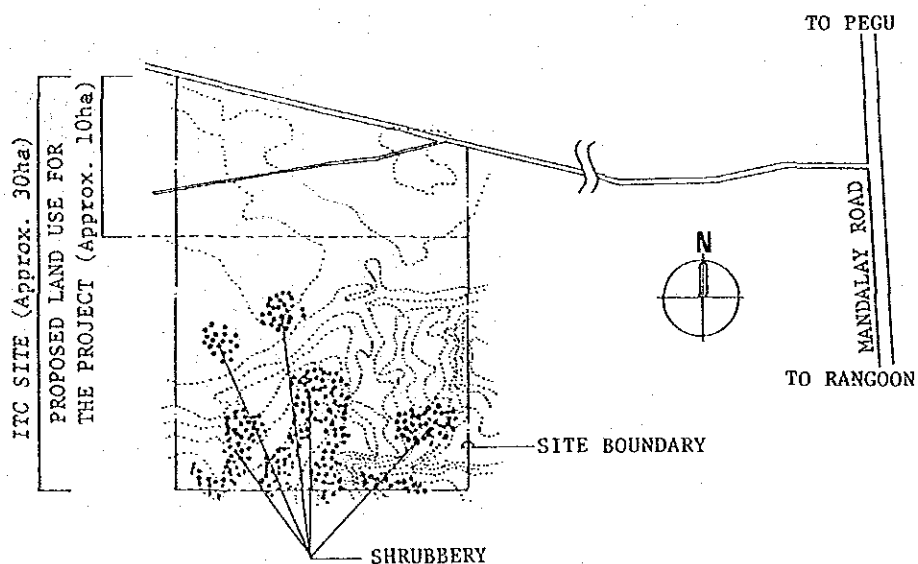 TO PEGU
ITC SITE (Approx. 30ha)
PROPOSED LAND USE FOR
THE PROJECT (Approx. 10ha)
N
MANDALAY ROAD
TO RANGOON
SITE BOUNDARY
SHRUBBERY